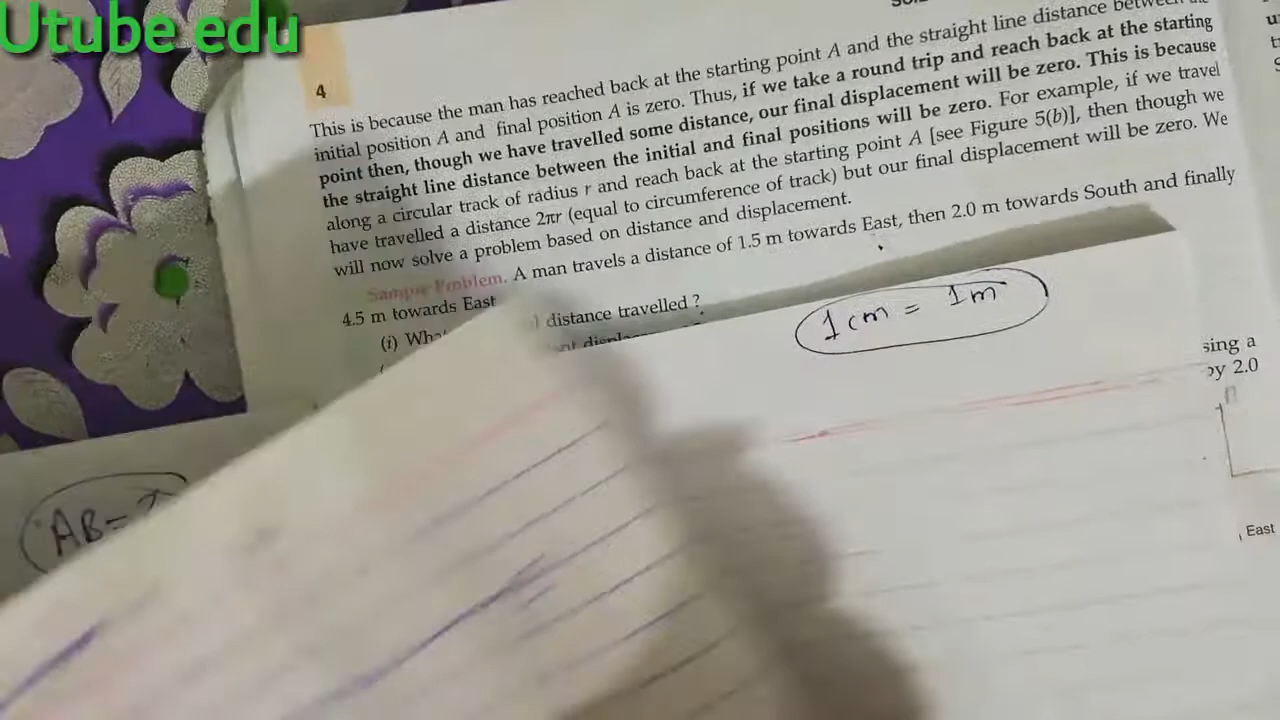 Utube edu
4
This is because the man has reached back at the starting point A and the straight line distance between the
initial position A and final position A is zero. Thus, if we take a round trip and reach back at the starting
point then, though we have travelled some distance, our final displacement will be zero. This is because
the straight line distance between the initial and final positions will be zero. For example, if we travel
along a circular track of radius r and reach back at the starting point A [see Figure 5(b)], then though we
have travelled a distance 2πr (equal to circumference of track) but our final displacement will be zero. We
will now solve a problem based on distance and displacement.
Sample Problem. A man travels a distance of 1.5 m towards East, then 2.0 m towards South and finally
4.5 m towards East
(i) distance travelled ?
1 cm = 1 m
sing a
by 2.0
AB =
East